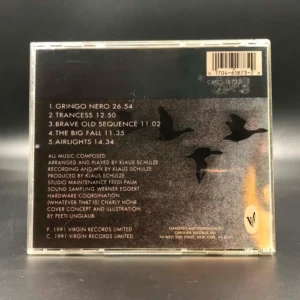 1. GRINGO NERO 26.54
2. TRANCESS 12.50
3. BRAVE OLD SEQUENCE 11.02
4. THE BIG FALL 11.35
5. AIRLIGHTS 14.34
ALL MUSIC COMPOSED,
ARRANGED AND PLAYED BY KLAUS SCHULZE
RECORDING AND MIX BY KLAUS SCHULZE
PRODUCED BY KLAUS SCHULZE
STUDIO MAINTENANCE FREDI PALM
SOUND SAMPLING WERNER EGGERT
HARDWARE COORDINATION
(WHATEVER THAT IS) CHARLY HOHR
COVER CONCEPT AND ILLUSTRATION
BY PEETI UNGLAUB
P. 1991 VIRGIN RECORDS LIMITED.
C. 1991 VIRGIN RECORDS LIMITED.